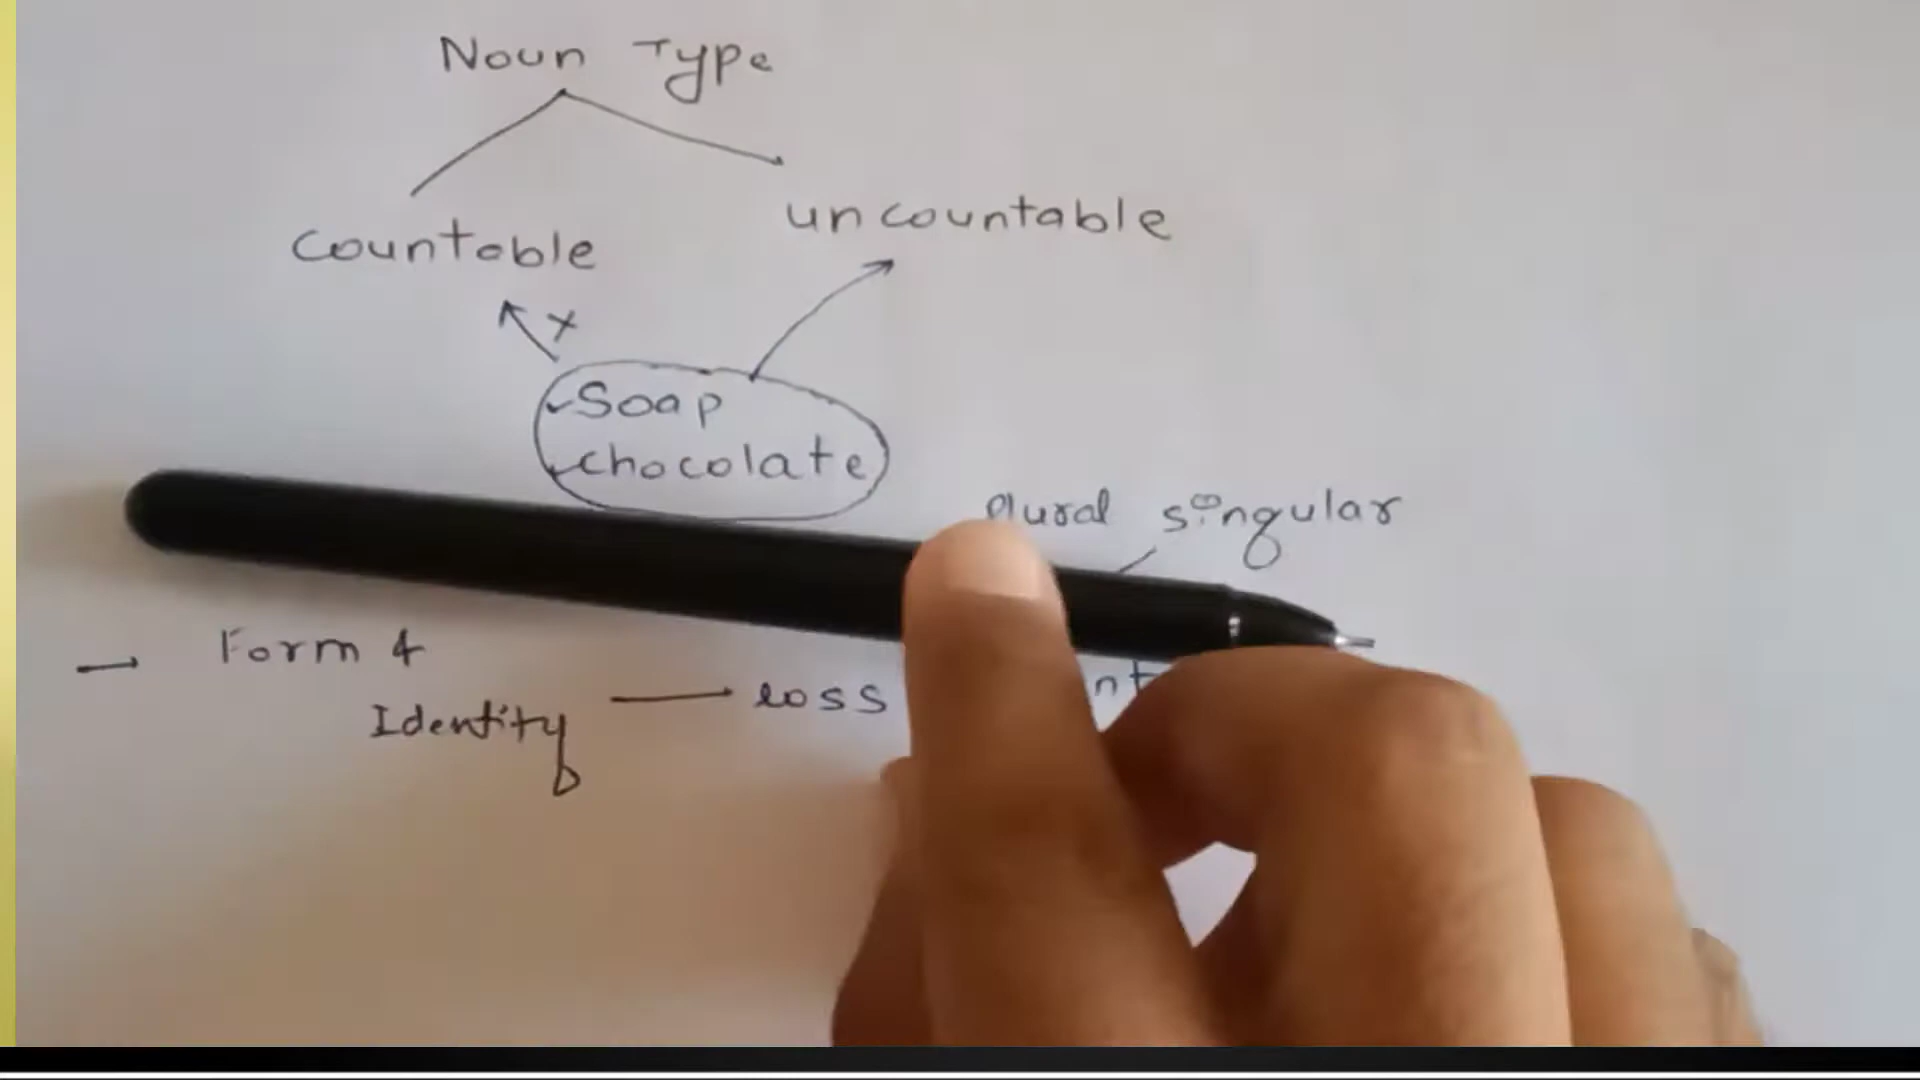 Noun Type
Countable
uncountable
x
Soap
chocolate
plural singular
Form &
Identity
loss